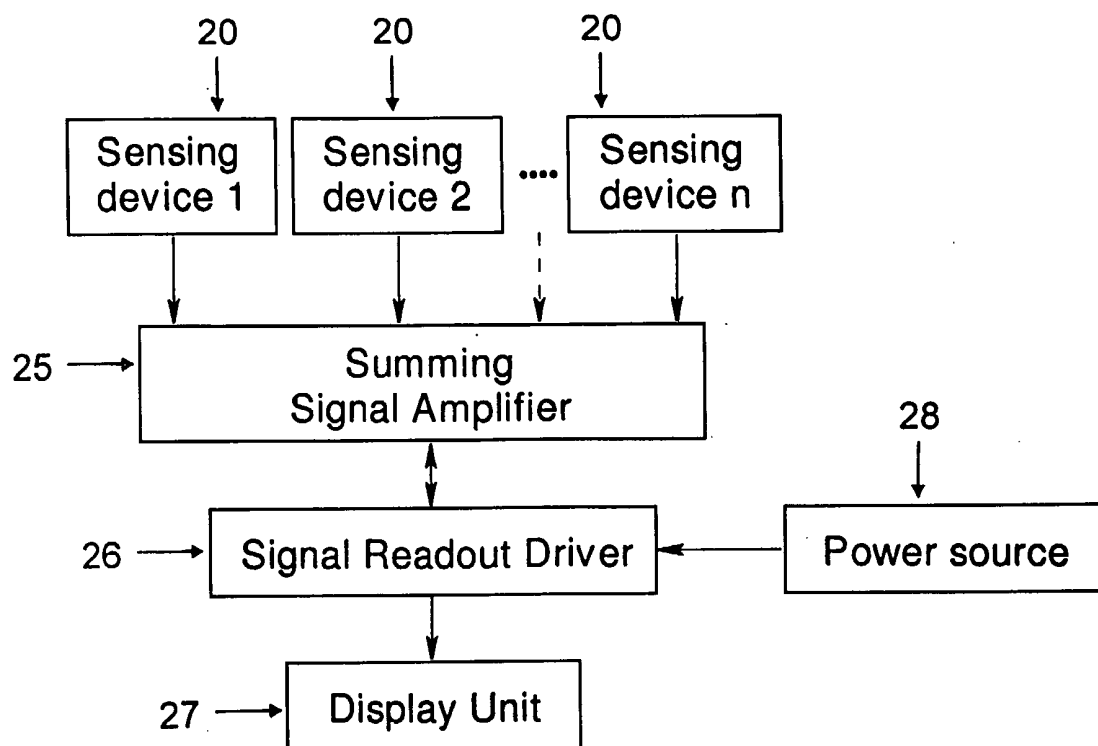 20 20 20
Sensing device 1
Sensing device 2
....
Sensing device n
25
Summing
Signal Amplifier
28
26
Signal Readout Driver
Power source
27
Display Unit